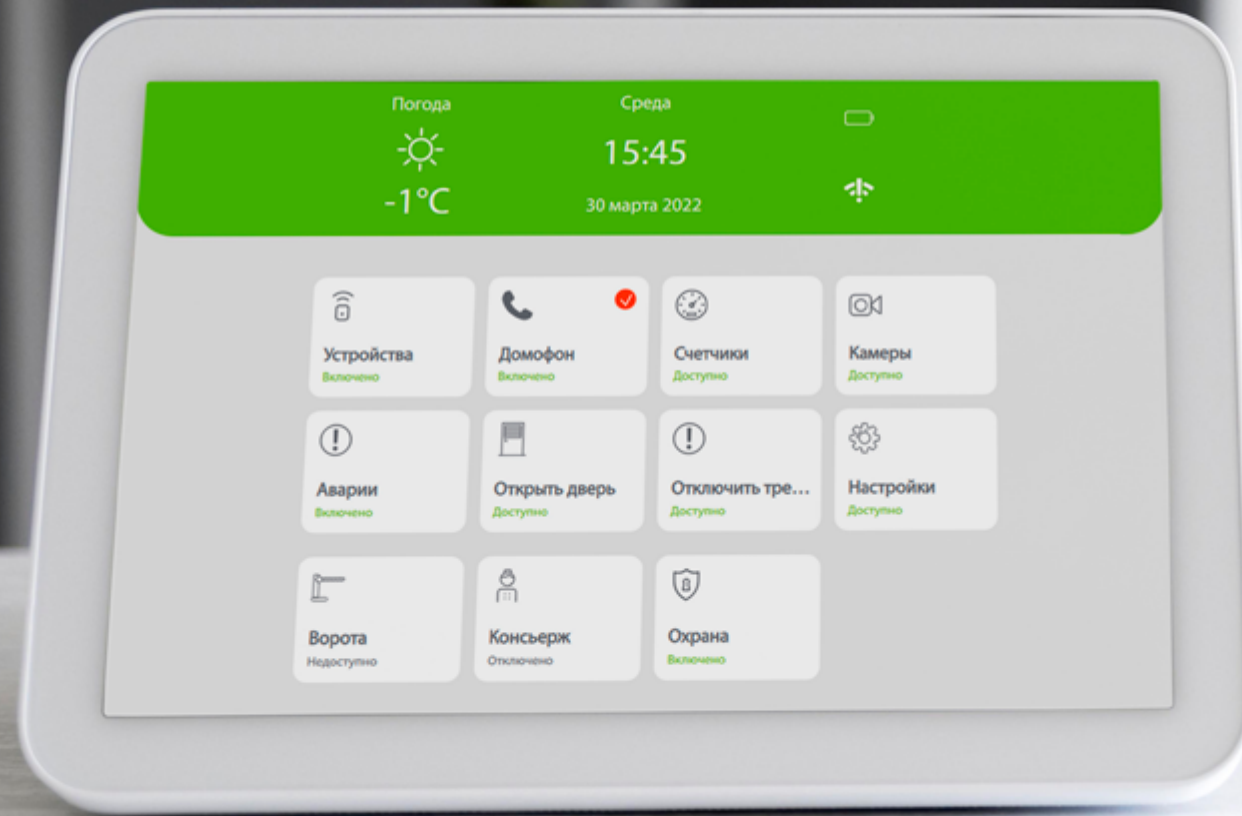 Погода
Среда
15:45
-1°C
30 марта 2022
Устройства
Включено
Домофон
Включено
Счетчики
Доступно
Камеры
Доступно
Аварии
Включено
Открыть дверь
Доступно
Отключить тре...
Доступно
Настройки
Доступно
Ворота
Недоступно
Консьерж
Отключено
Охрана
Включено